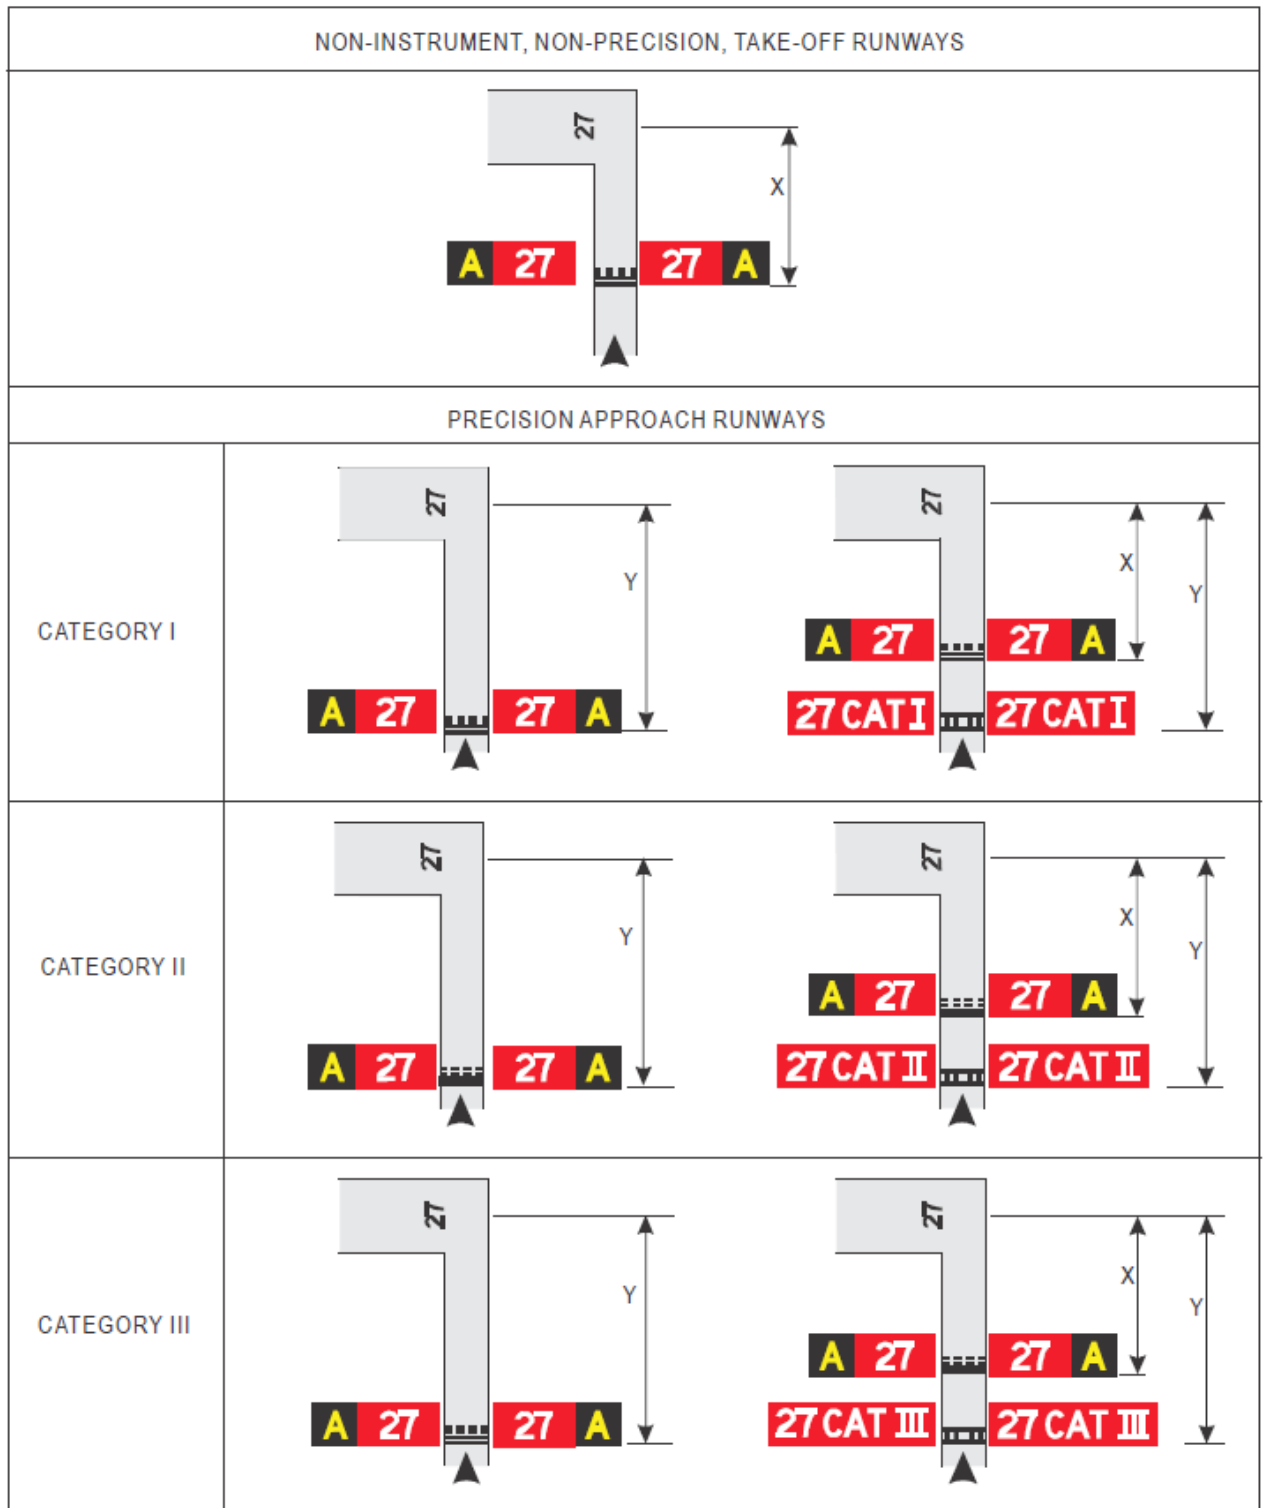 NON-INSTRUMENT, NON-PRECISION, TAKE-OFF RUNWAYS
27
X
A 27 27 A
PRECISION APPROACH RUNWAYS
CATEGORY I
27
Y
A 27 27 A
27
X
Y
A 27 27 A
27 CAT I 27 CAT I
CATEGORY II
27
Y
A 27 27 A
27
X
Y
A 27 27 A
27 CAT II 27 CAT II
CATEGORY III
27
Y
A 27 27 A
27
X
Y
A 27 27 A
27 CAT III 27 CAT III